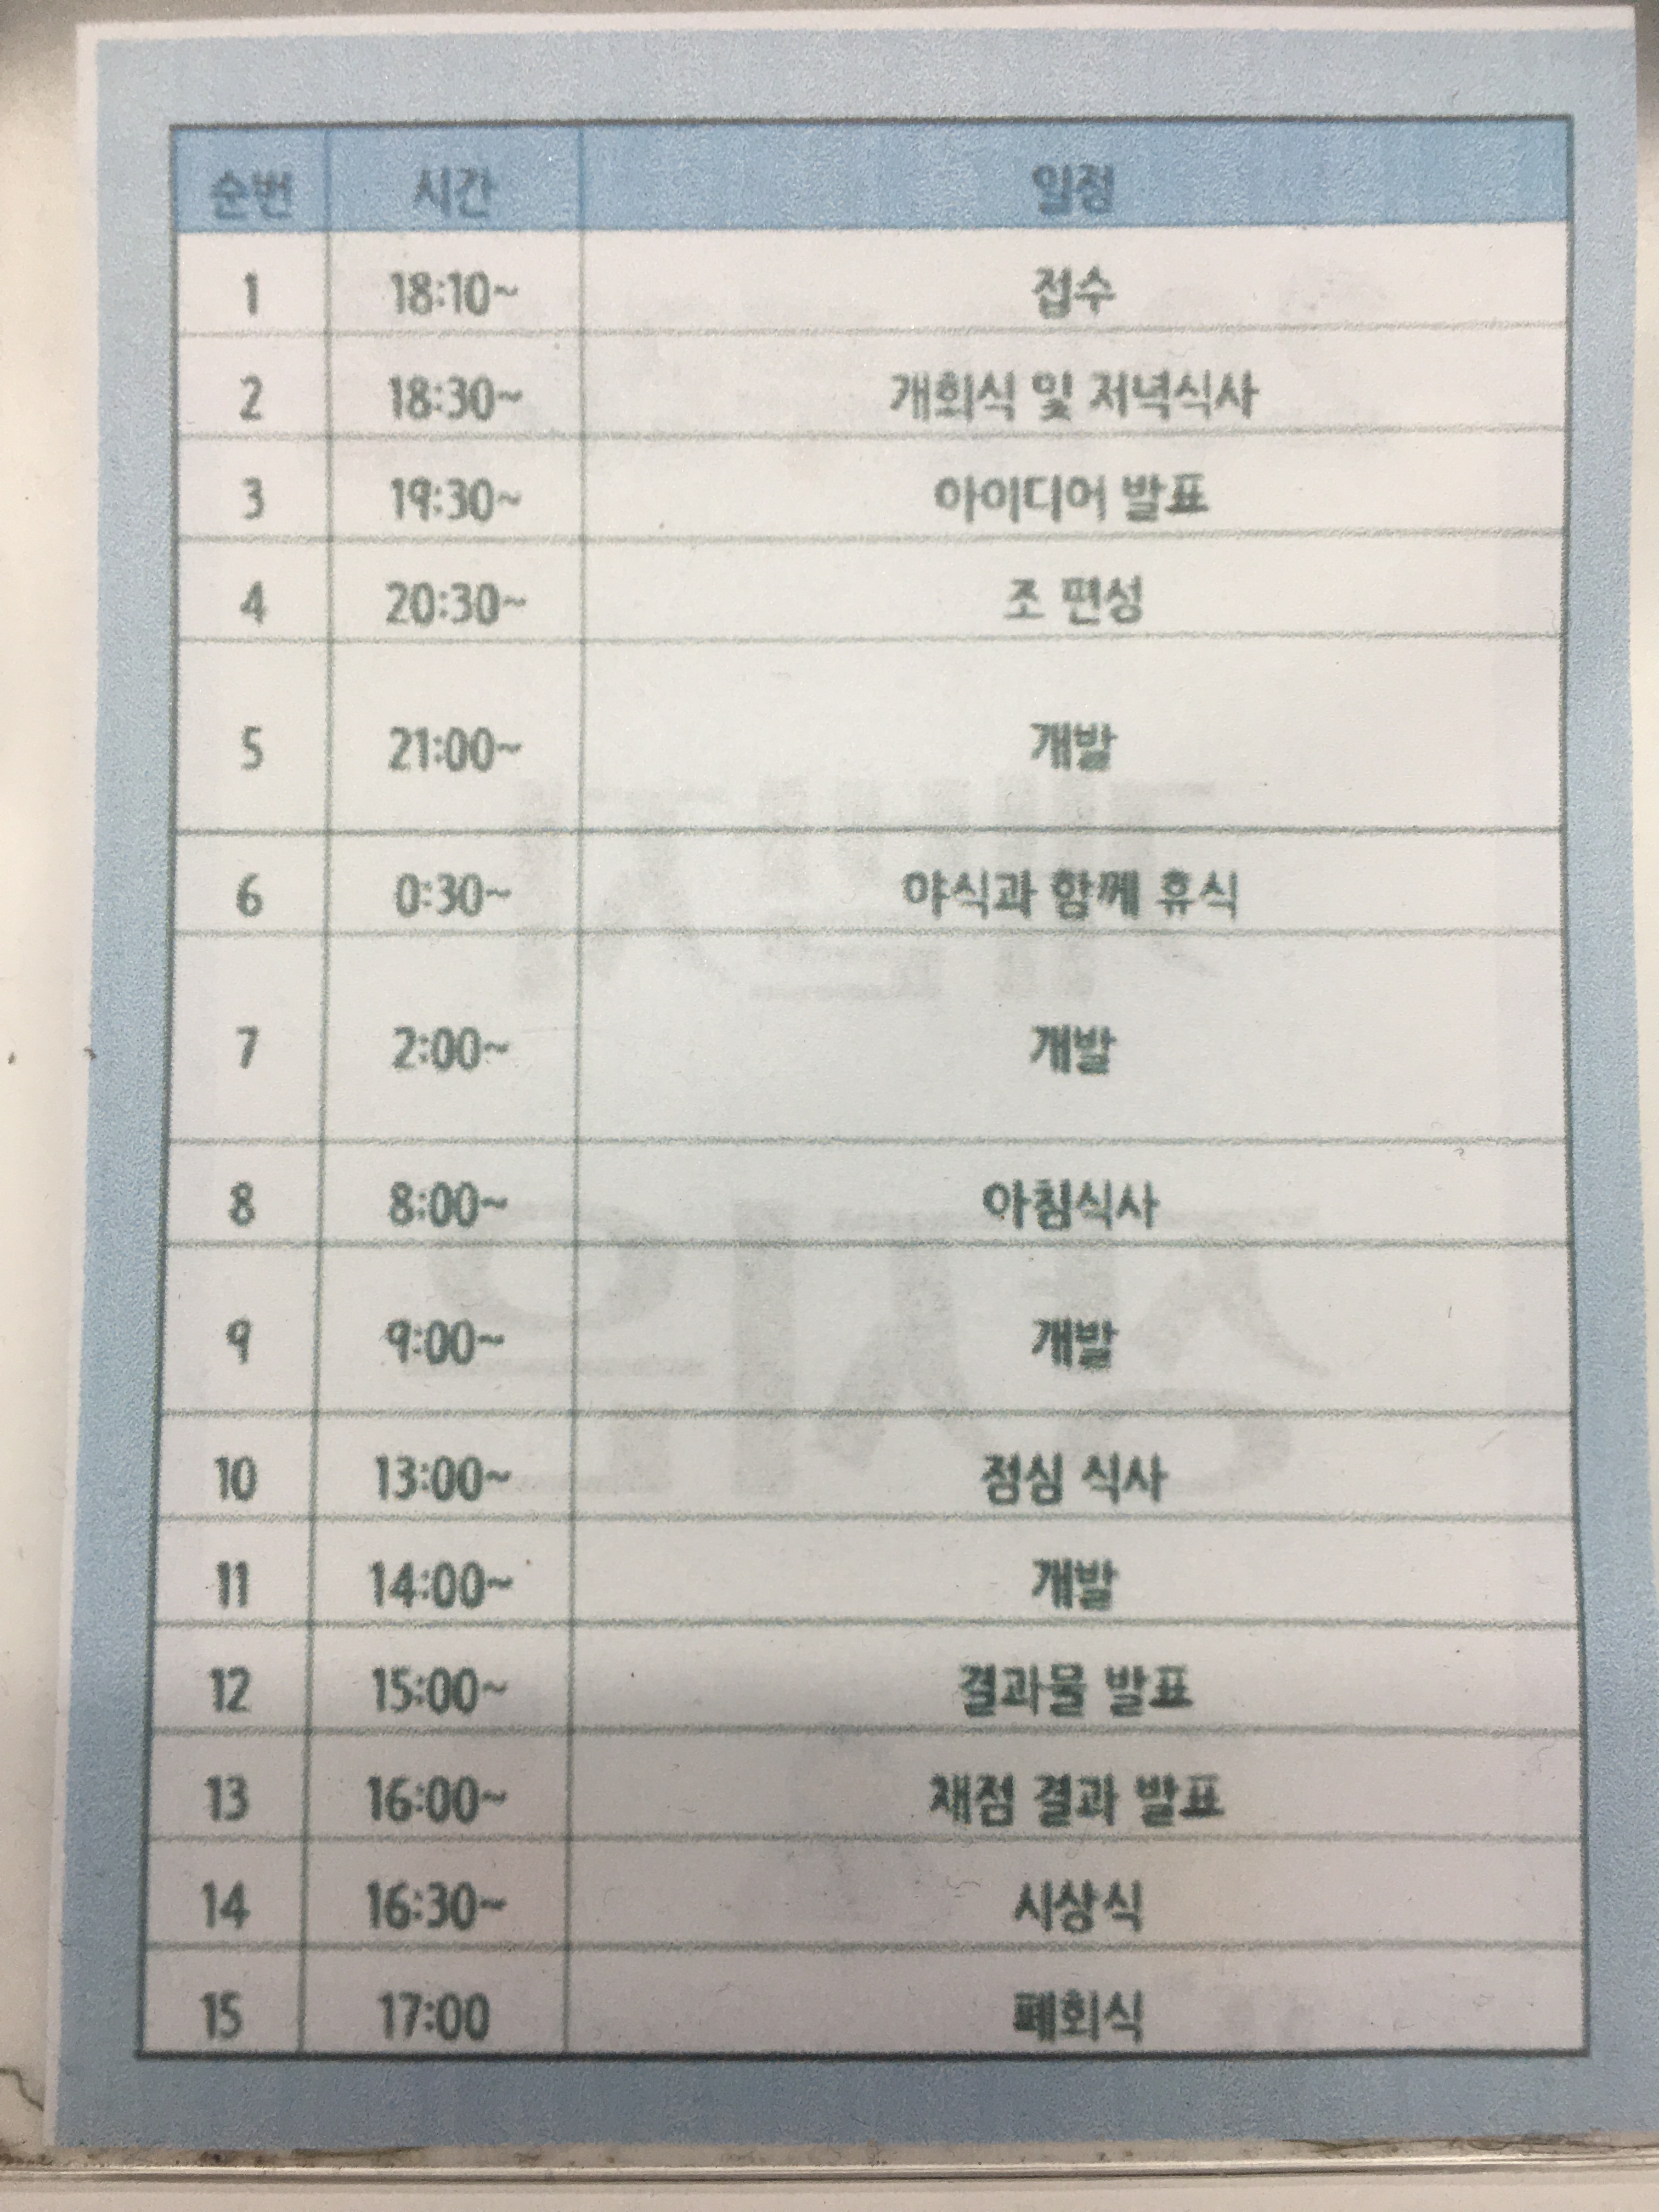 순번 시간 일정
1 18:10~ 접수
2 18:30~ 개회식 및 저녁식사
3 19:30~ 아이디어 발표
4 20:30~ 조 편성
5 21:00~ 개발
6 0:30~ 야식과 함께 휴식
7 2:00~ 개발
8 8:00~ 아침식사
9 9:00~ 개발
10 13:00~ 점심 식사
11 14:00~ 개발
12 15:00~ 결과물 발표
13 16:00~ 채점 결과 발표
14 16:30~ 시상식
15 17:00 폐회식